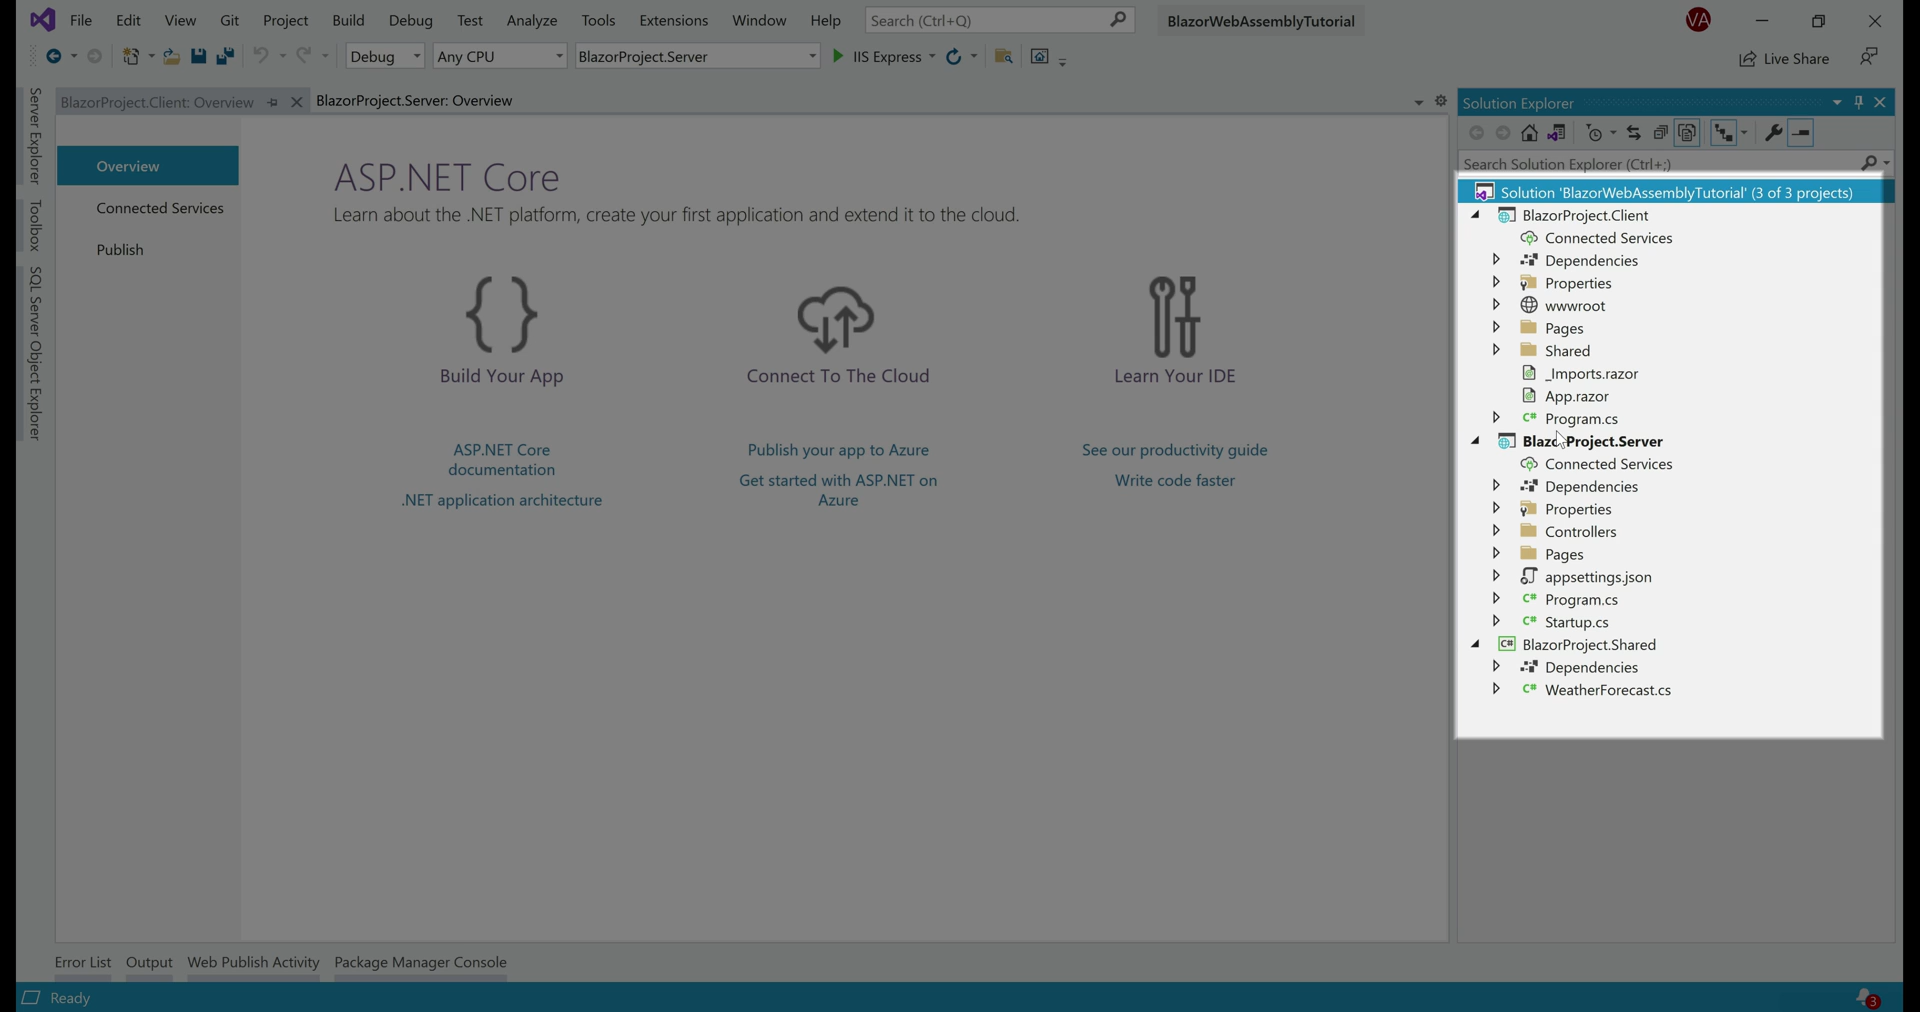 File Edit View Git Project Build Debug Test Analyze Tools Extensions Window Help Search (Ctrl+Q) BlazorWebAssemblyTutorial VA
Debug Any CPU BlazorProject.Server IIS Express Live Share
Server Explorer
Toolbox
SQL Server Object Explorer
BlazorProject.Client: Overview BlazorProject.Server: Overview
Overview
Connected Services
Publish
ASP.NET Core
Learn about the .NET platform, create your first application and extend it to the cloud.
Build Your App
ASP.NET Core
documentation
.NET application architecture
Connect To The Cloud
Publish your app to Azure
Get started with ASP.NET on
Azure
Learn Your IDE
See our productivity guide
Write code faster
Solution Explorer
Search Solution Explorer (Ctrl+;)
Solution 'BlazorWebAssemblyTutorial' (3 of 3 projects)
BlazorProject.Client
Connected Services
Dependencies
Properties
wwwroot
Pages
Shared
_Imports.razor
App.razor
C# Program.cs
BlazorProject.Server
Connected Services
Dependencies
Properties
Controllers
Pages
appsettings.json
C# Program.cs
C# Startup.cs
C# BlazorProject.Shared
Dependencies
C# WeatherForecast.cs
Error List Output Web Publish Activity Package Manager Console
Ready 3